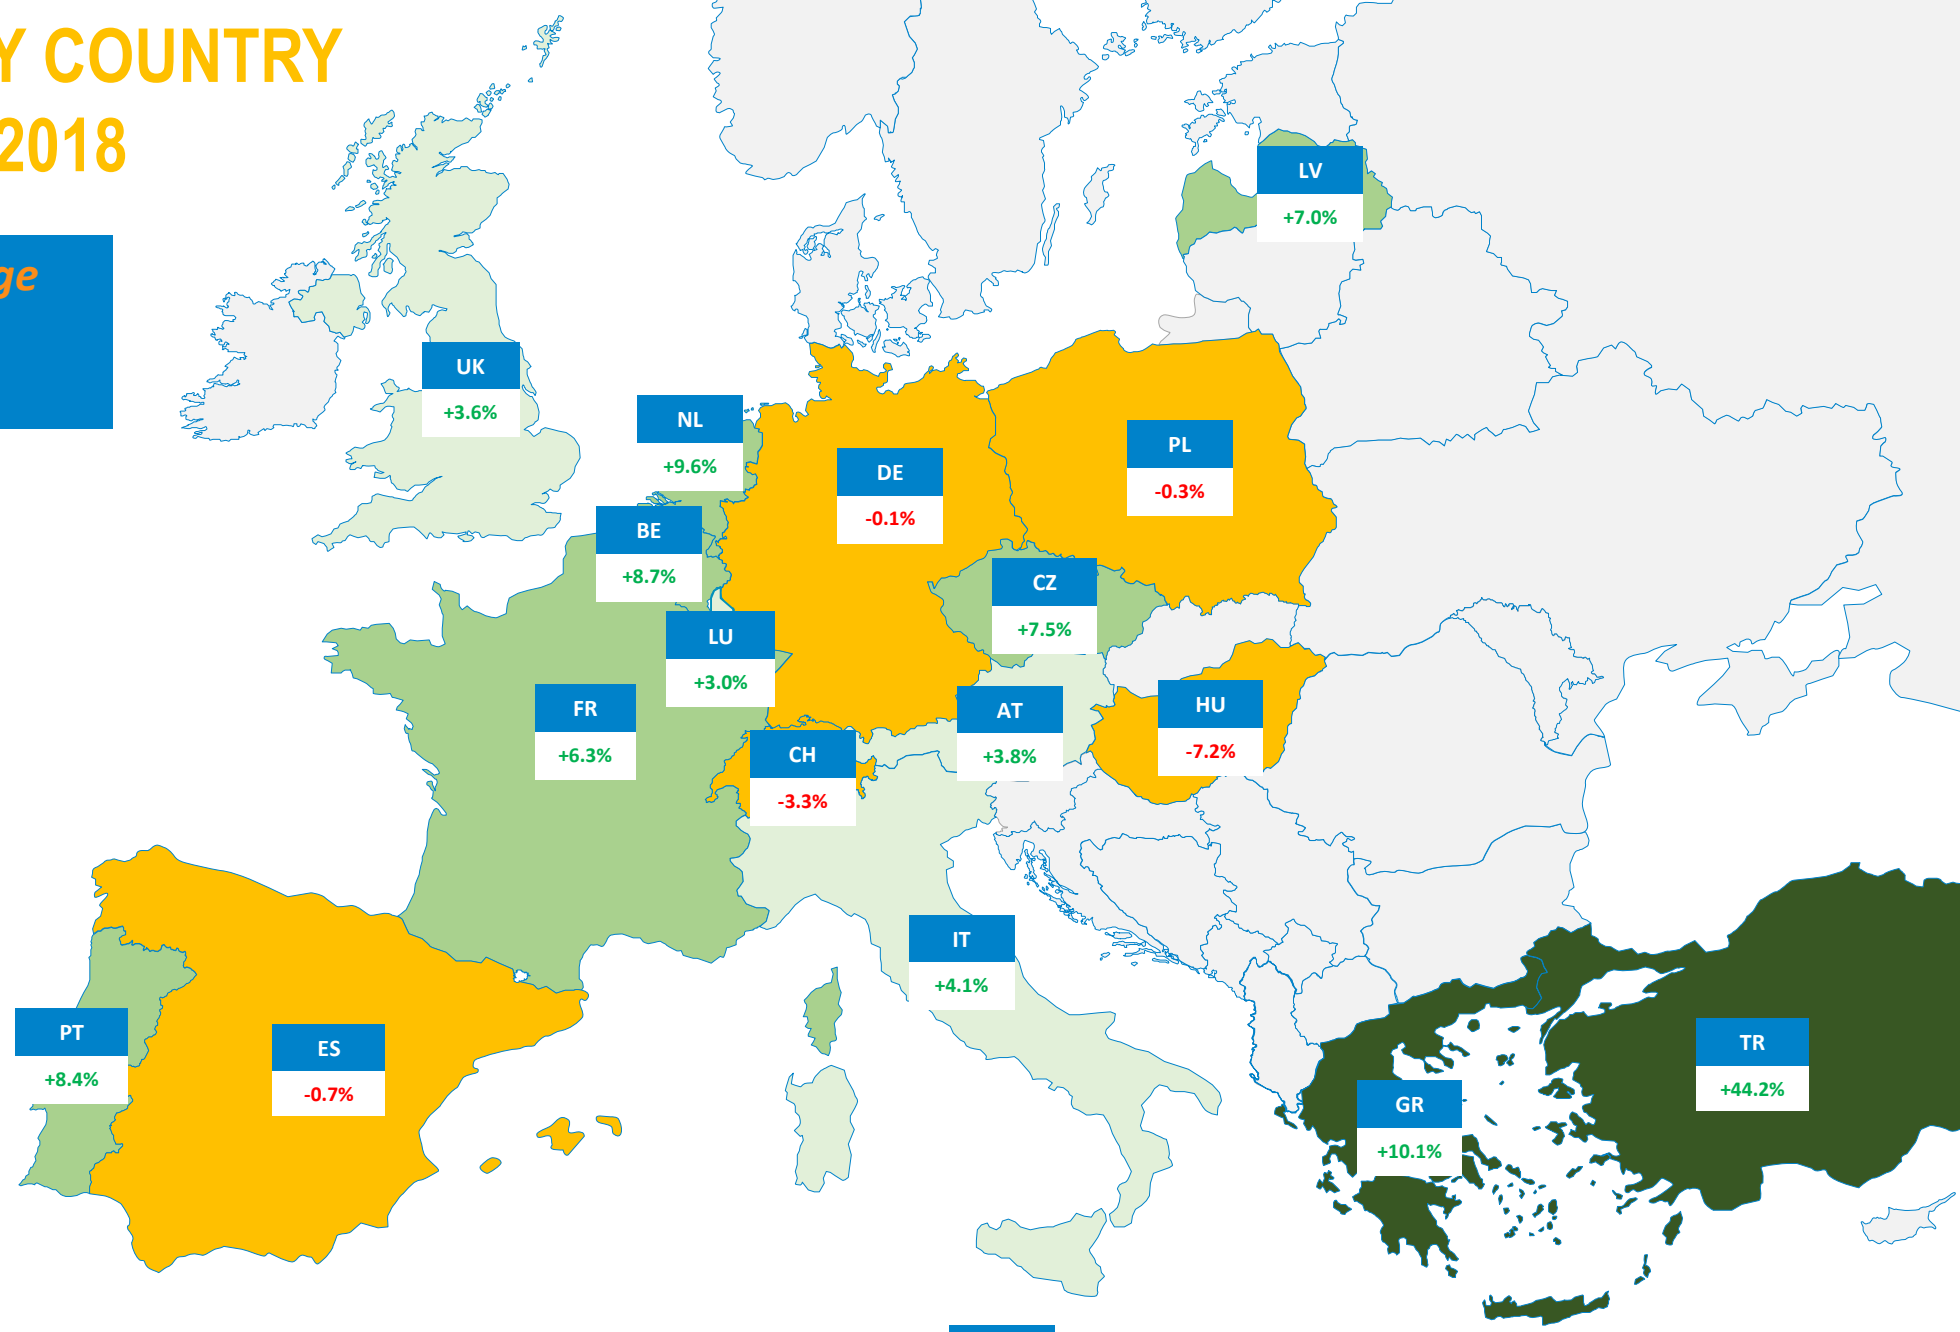 Y COUNTRY
2018
ge
LV
+7.0%
UK
+3.6%
NL
+9.6%
DE
-0.1%
PL
-0.3%
BE
+8.7%
CZ
+7.5%
LU
+3.0%
FR
+6.3%
AT
+3.8%
HU
-7.2%
CH
-3.3%
IT
+4.1%
PT
+8.4%
ES
-0.7%
TR
+44.2%
GR
+10.1%